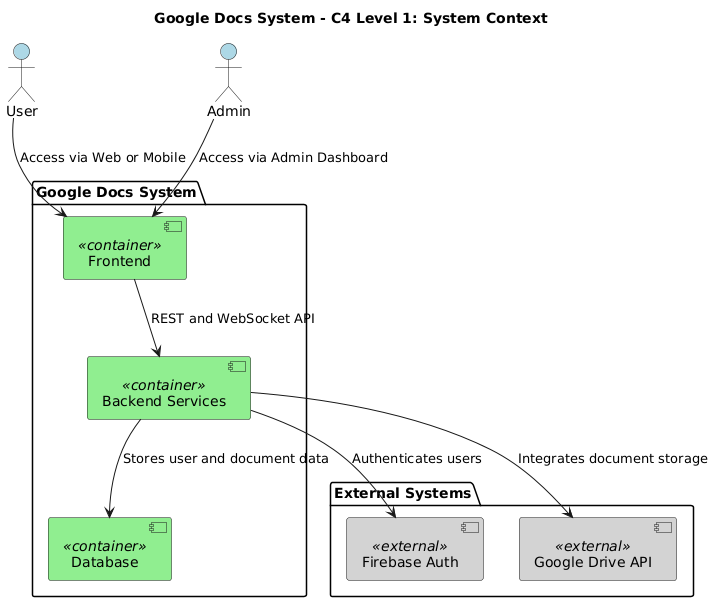 Google Docs System - C4 Level 1: System Context
User
Admin
Access via Web or Mobile
Access via Admin Dashboard
Google Docs System
«container»
Frontend
REST and WebSocket API
«container»
Backend Services
Stores user and document data
Authenticates users
Integrates document storage
External Systems
«container»
Database
«external»
Firebase Auth
«external»
Google Drive API